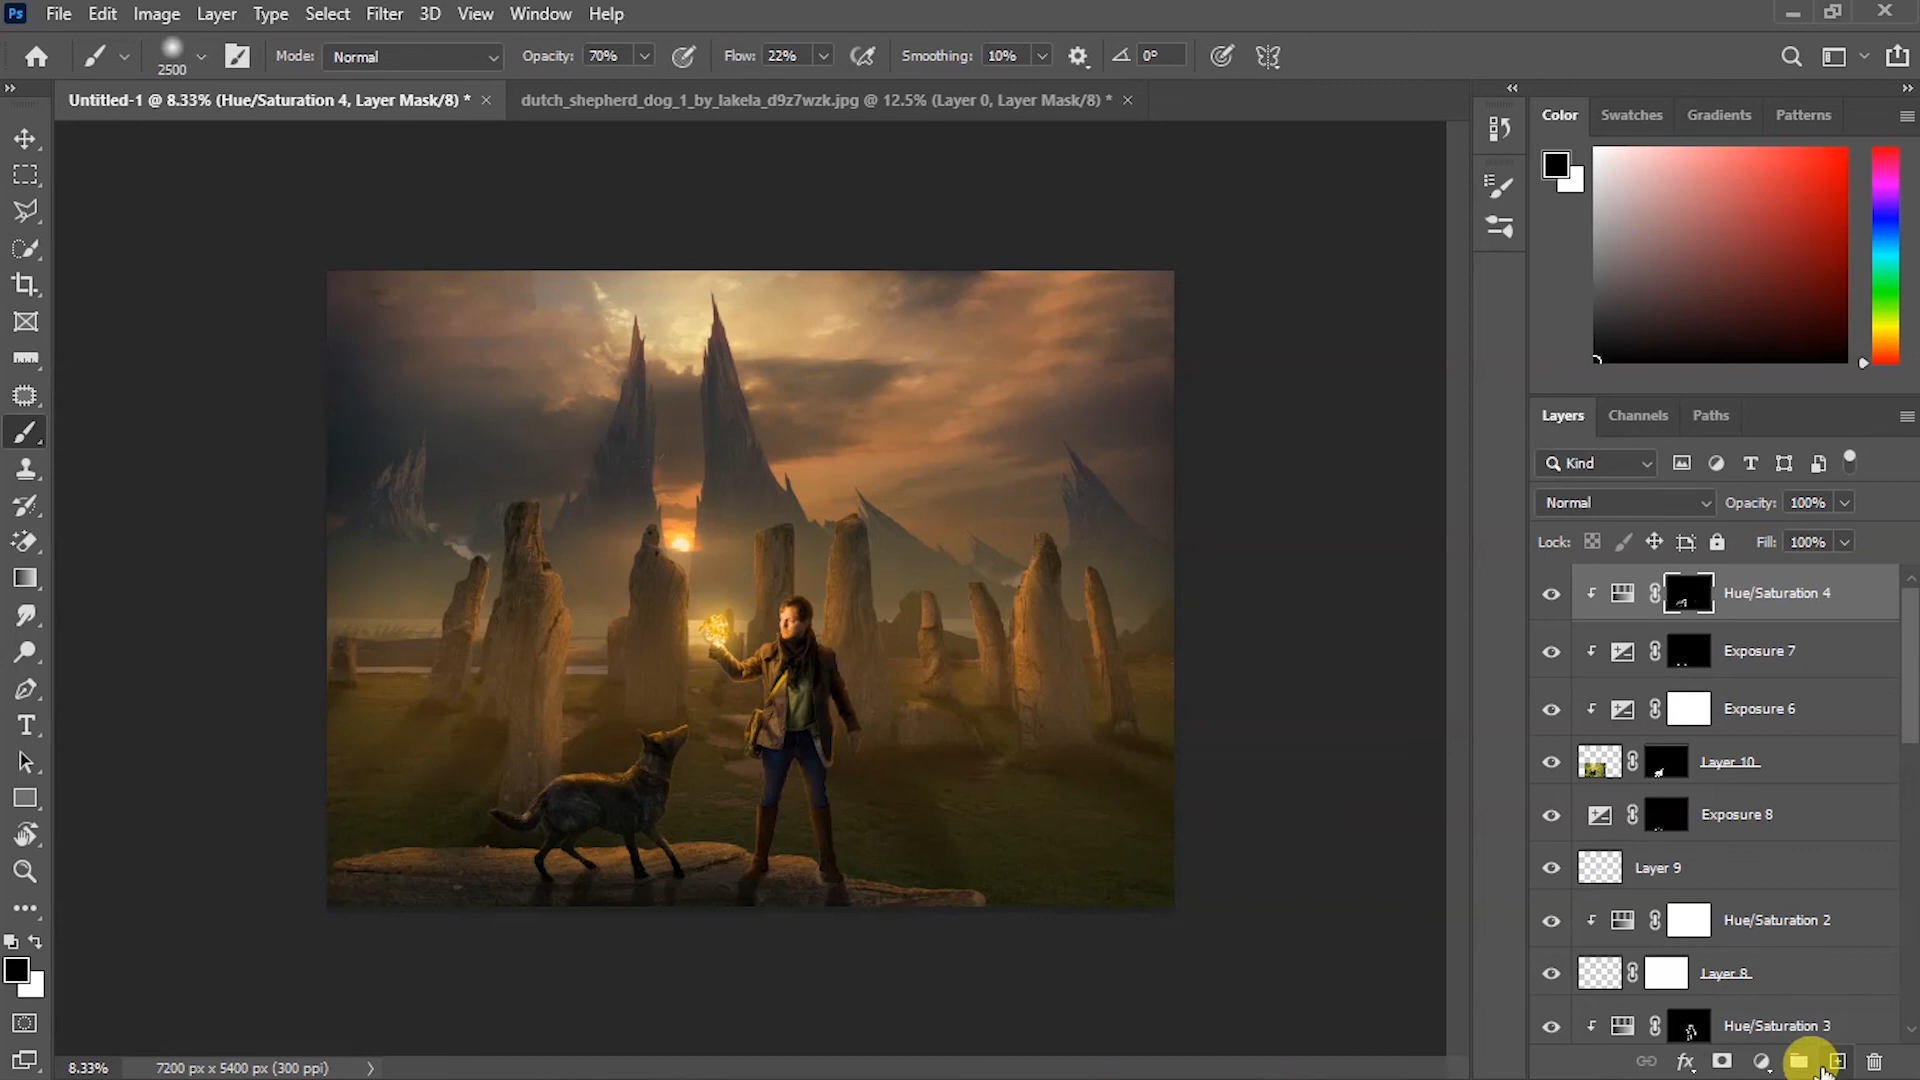 Ps File Edit Image Layer Type Select Filter 3D View Window Help
2500 Mode: Normal Opacity: 70% Flow: 22% Smoothing: 10% 0°
Untitled-1 @ 8.33% (Hue/Saturation 4, Layer Mask/8) * × dutch_shepherd_dog_1_by_lakela_d9z7wzk.jpg @ 12.5% (Layer 0, Layer Mask/8) * ×
Color Swatches Gradients Patterns
Layers Channels Paths
Kind
Normal Opacity: 100%
Lock: Fill: 100%
Hue/Saturation 4
Exposure 7
Exposure 6
Layer 10
Exposure 8
Layer 9
Hue/Saturation 2
Layer 8
Hue/Saturation 3
fx
8.33% 7200 px x 5400 px (300 ppi)